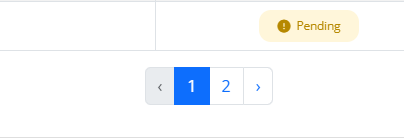 Pending
‹ 1 2 ›